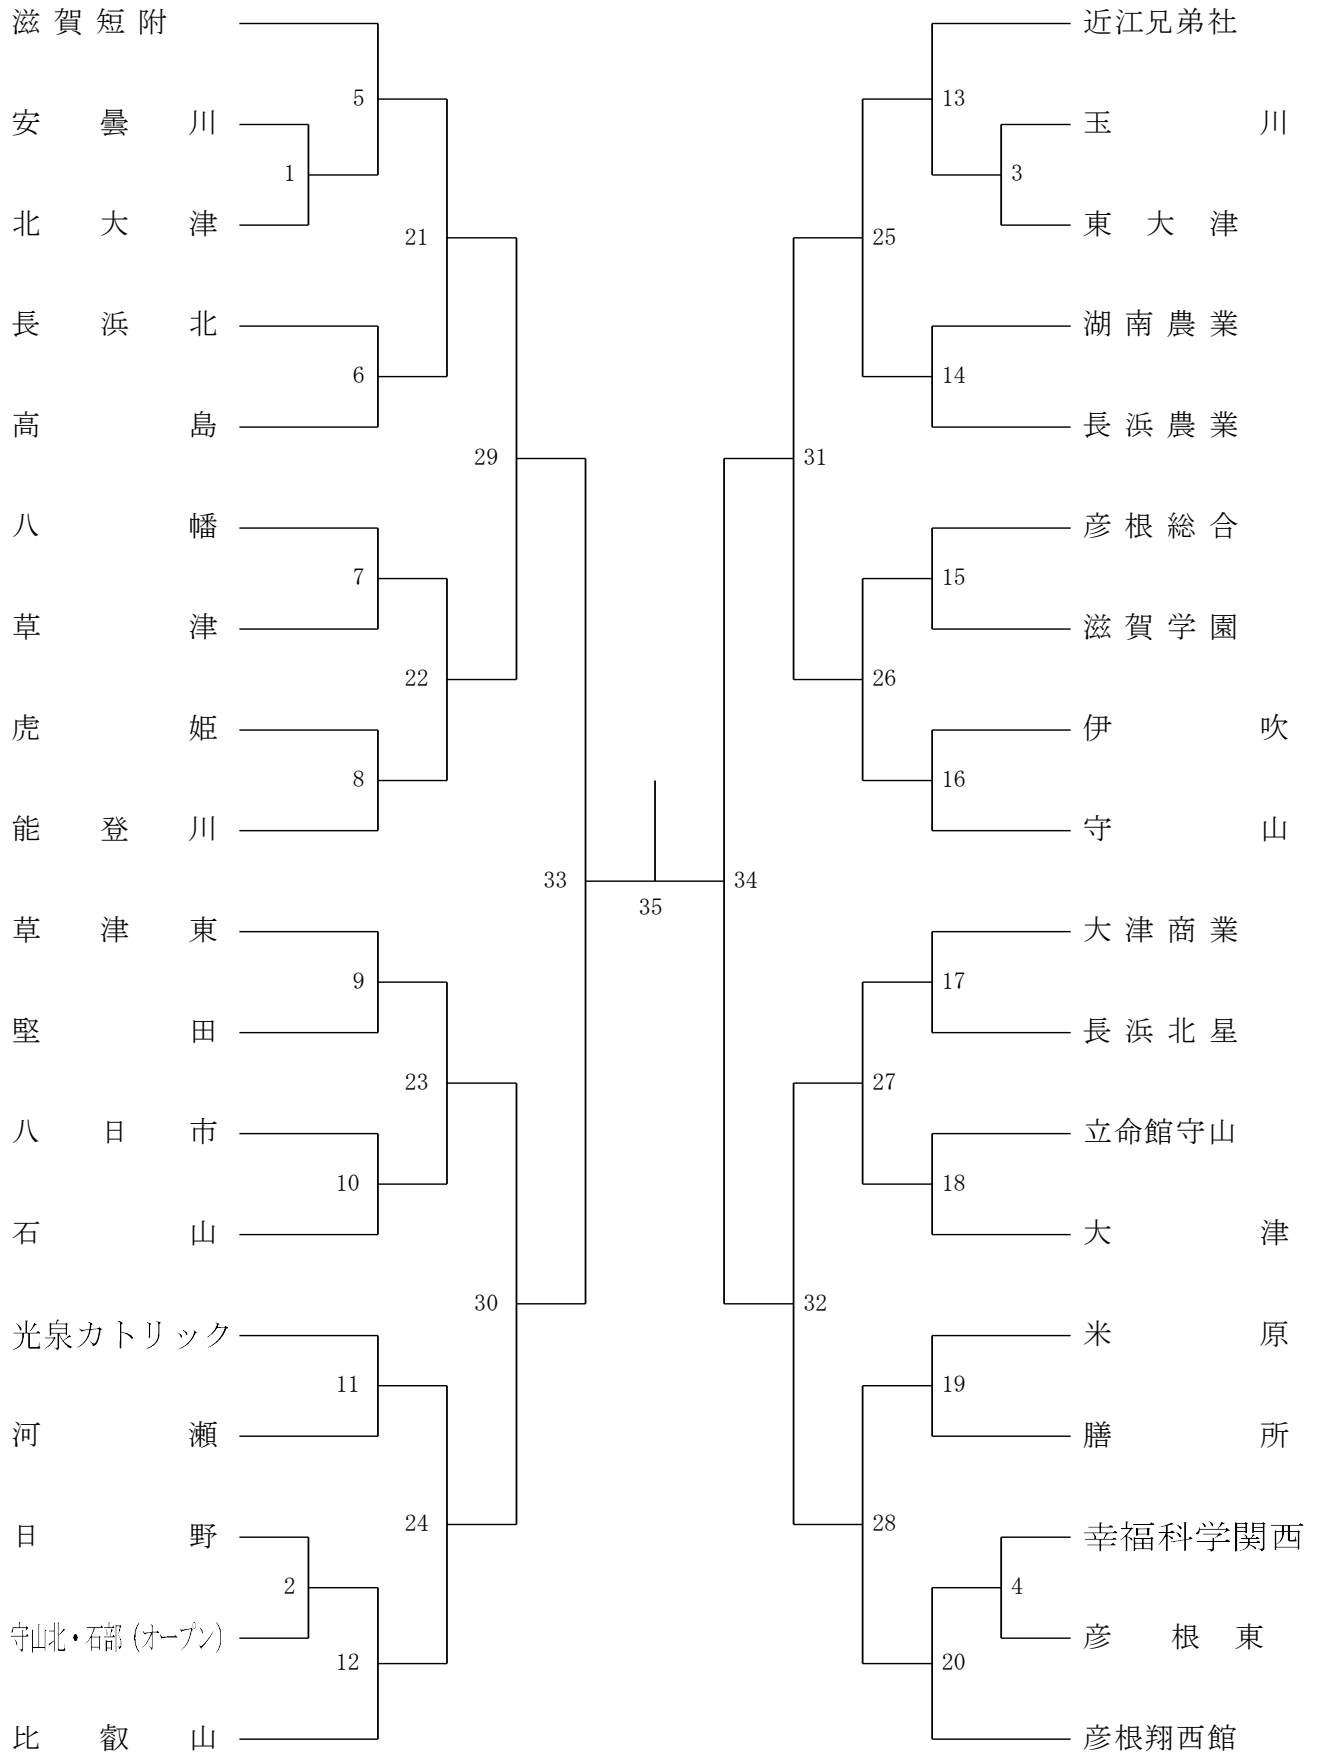 滋賀短附
近江兄弟社
5
13
安曇川
玉川
1
3
北大津
東大津
21
25
長浜北
湖南農業
6
14
高島
長浜農業
29
31
八幡
彦根総合
7
15
草津
滋賀学園
22
26
虎姫
伊吹
8
16
能登川
守山
33
34
35
草津東
大津商業
9
17
堅田
長浜北星
23
27
八日市
立命館守山
10
18
石山
大津
30
32
光泉カトリック
米原
11
19
河瀬
膳所
24
28
日野
幸福科学関西
2
4
守山北・石部(オープン)
彦根東
12
20
比叡山
彦根翔西館